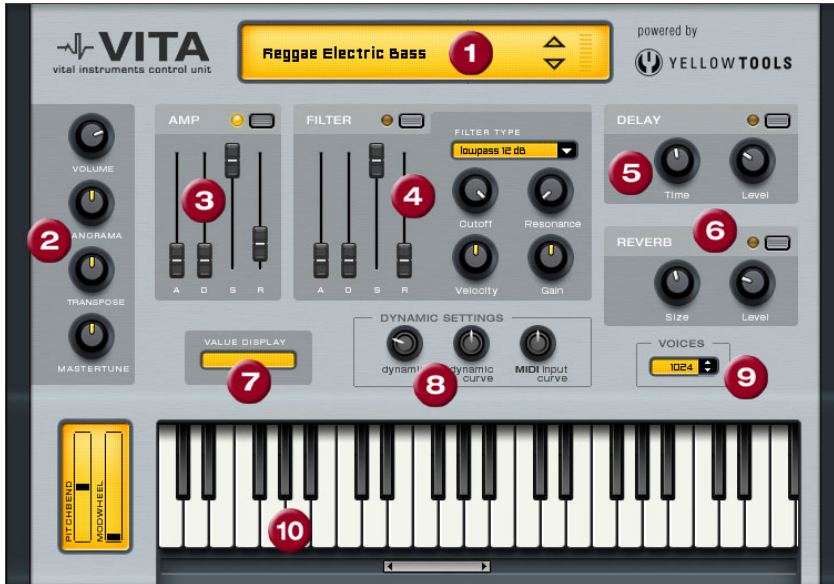 VITA
vital instruments control unit
Reggae Electric Bass
1
powered by
YELLOWTOOLS
VOLUME
2
ANORAMA
TRANSPOSE
MASTERTUNE
AMP
3
A D S R
FILTER
4
A D S R
FILTER TYPE
lowpass 12 dB
Cutoff Resonance
Velocity Gain
DELAY
5
Time Level
6
REVERB
Size Level
VALUE DISPLAY
7
DYNAMIC SETTINGS
dynamic
8
dynamic
curve
MIDI input
curve
VOICES
1024
9
PITCHBEND
MODWHEEL
10